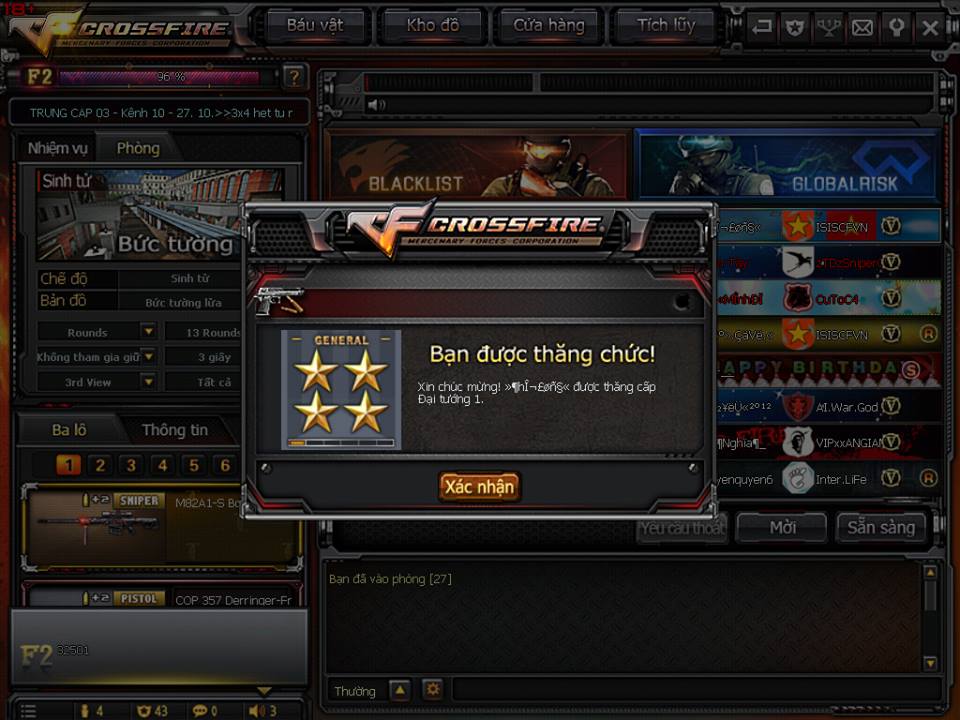 18+
CROSSFIRE
MERCENARY FORCES CORPORATION
Báu vật
Kho đồ
Cửa hàng
Tích lũy
F2
96 %
?
TRUNG CẤP 03 - Kênh 10 - 27. 10.>>3x4 het tu r
Nhiệm vụ
Phòng
Sinh tử
Bức tường
Chế độ
Sinh tử
Bản đồ
Bức tường lửa
Rounds
13 Rounds
Không tham gia giữ
3 giây
3rd View
Tất cả
BLACKLIST
GLOBALRISK
ISISCFVN
zTDzSniper
CuToC4
ISISCFVN
APPY BIRTHDA
AI.War.God
VIPxxANGIAN
yenquyen6
Inter.LiFe
CROSSFIRE
MERCENARY FORCES CORPORATION
GENERAL
Bạn được thăng chức!
Xin chúc mừng! »¶hÎ¬£øñ§« được thăng cấp
Đại tướng 1.
Xác nhận
Ba lô
Thông tin
1 2 3 4 5 6
+2 SNIPER
M82A1-S Bo
+2 PISTOL
COP 357 Derringer-Fr
Yêu cầu thoát
Mời
Sẵn sàng
Bạn đã vào phòng [27]
F2
32501
Thường
4
43
0
3